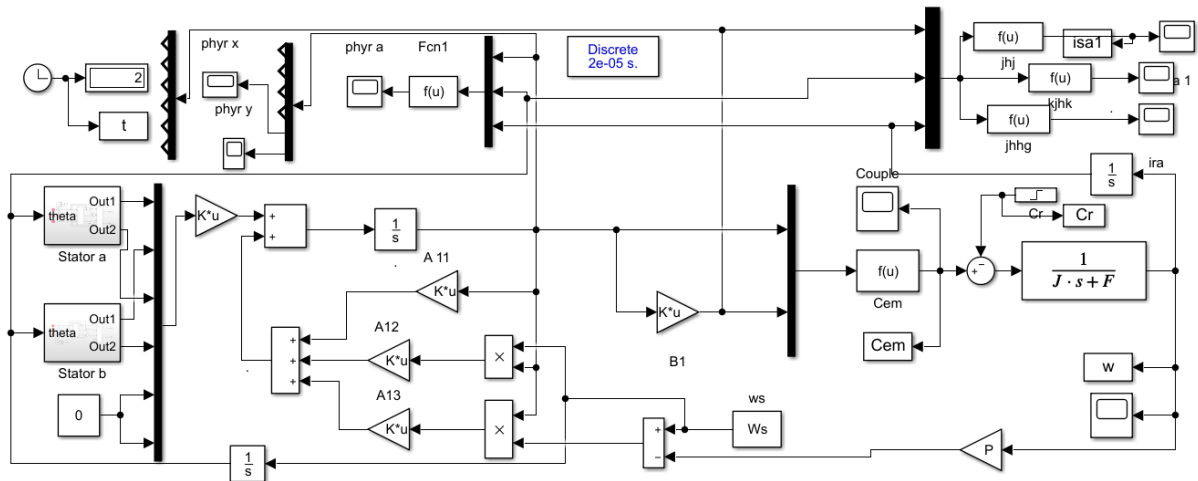 phyr x
phyr a
Fcn1
Discrete
2e-05 s.
f(u)
isa1
jhj
2
phyr y
f(u)
f(u)
a 1
kjhk
t
f(u)
jhhg
Couple
1
s
ira
Out1
theta
Out2
Stator a
K*u
+
+
1
s
Cr
Cr
A 11
K*u
f(u)
Cem
+
−
1
J · s + F
Out1
theta
Out2
Stator b
K*u
A12
+
+
+
K*u
×
Cem
B1
w
A13
K*u
×
0
ws
Ws
+
−
P
1
s